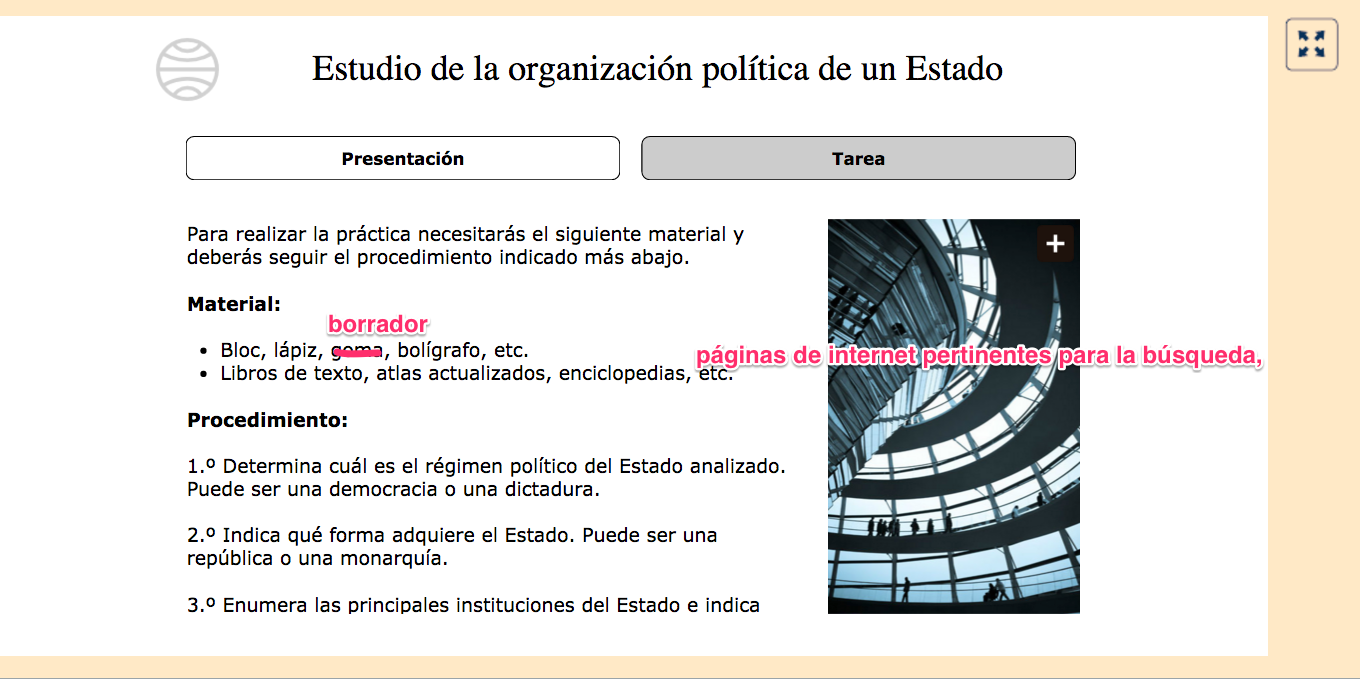 Estudio de la organización política de un Estado
Presentación
Tarea
Para realizar la práctica necesitarás el siguiente material y
deberás seguir el procedimiento indicado más abajo.
Material:
borrador
Bloc, lápiz, goma, bolígrafo, etc.
páginas de internet pertinentes para la búsqueda,
Libros de texto, atlas actualizados, enciclopedias, etc.
Procedimiento:
1.º Determina cuál es el régimen político del Estado analizado.
Puede ser una democracia o una dictadura.
2.º Indica qué forma adquiere el Estado. Puede ser una
república o una monarquía.
3.º Enumera las principales instituciones del Estado e indica